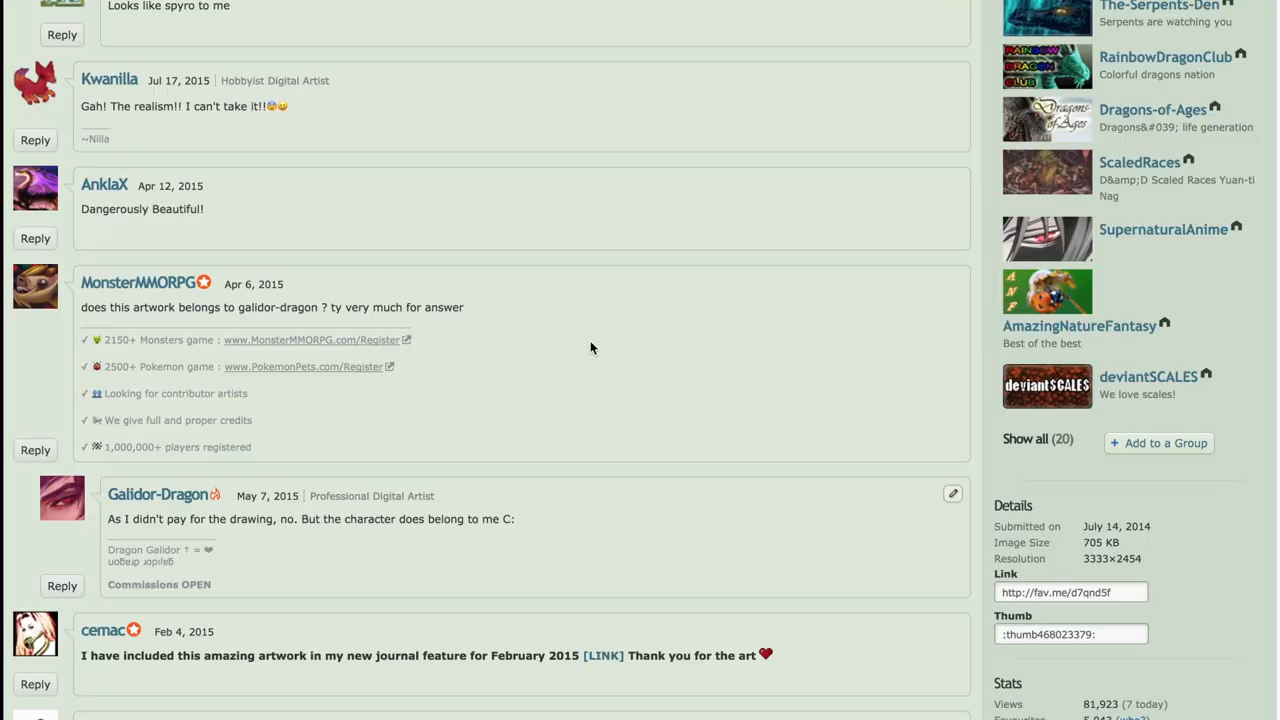 Looks like spyro to me
Reply
Kwanilla Jul 17, 2015 Hobbyist Digital Artist
Gah! The realism!! I can't take it!!
~Nilla
Reply
AnklaX Apr 12, 2015
Dangerously Beautiful!
Reply
MonsterMMORPG Apr 6, 2015
does this artwork belongs to galidor-dragon ? ty very much for answer
✓ 2150+ Monsters game : www.MonsterMMORPG.com/Register
✓ 2500+ Pokemon game : www.PokemonPets.com/Register
✓ Looking for contributor artists
✓ We give full and proper credits
✓ 1,000,000+ players registered
Reply
Galidor-Dragon May 7, 2015 Professional Digital Artist
As I didn't pay for the drawing, no. But the character does belong to me C:
Dragon Galidor † = ❤
Commissions OPEN
Reply
cemac Feb 4, 2015
I have included this amazing artwork in my new journal feature for February 2015 [LINK] Thank you for the art ❤
Reply
The-Serpents-Den
Serpents are watching you
RAINBOW
DRAGON
CLUB
RainbowDragonClub
Colorful dragons nation
Dragons-of-Ages
Dragons-of-Ages
Dragons&#039; life generation
ScaledRaces
D&amp;D Scaled Races Yuan-ti
Nag
SupernaturalAnime
A
N
F
AmazingNatureFantasy
Best of the best
deviantSCALES
deviantSCALES
We love scales!
Show all (20)
+ Add to a Group
Details
Submitted on July 14, 2014
Image Size 705 KB
Resolution 3333×2454
Link
http://fav.me/d7qnd5f
Thumb
:thumb468023379:
Stats
Views 81,923 (7 today)